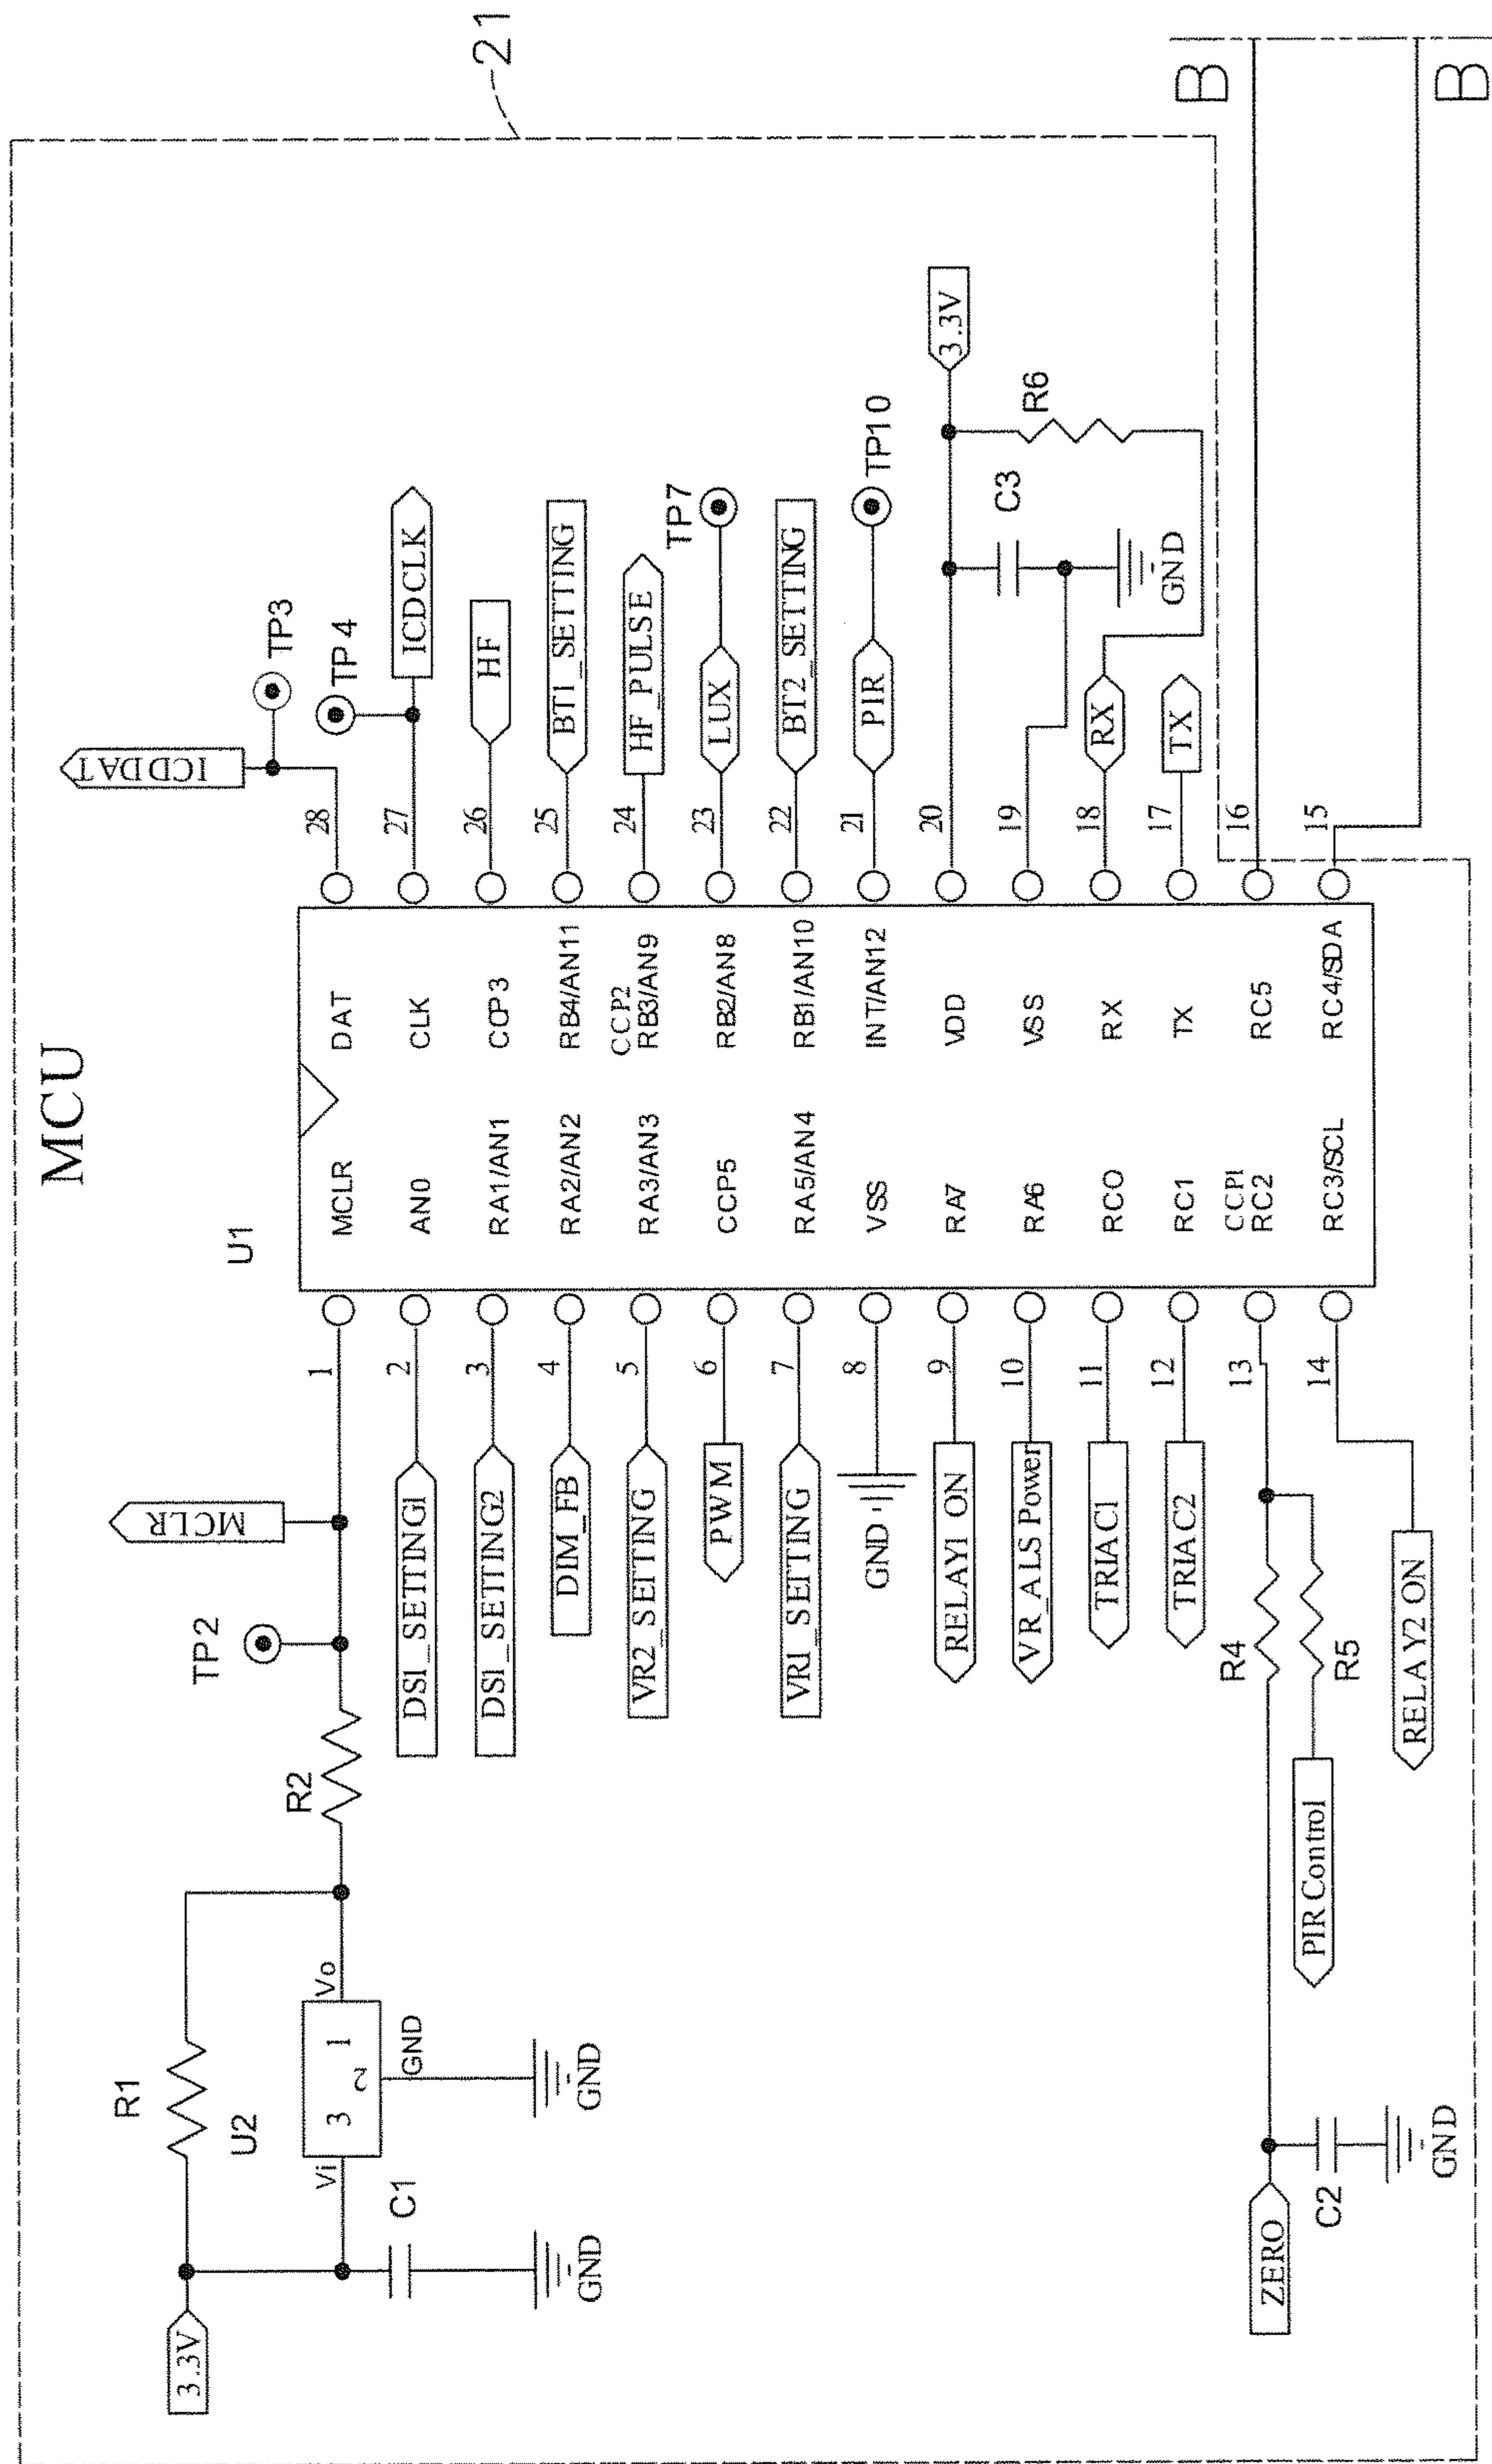 MCU
21
U1
3.3V
R1
U2
Vi
3
1
2
Vo
GND
GND
C1
GND
R2
TP2
MCLR
1
MCLR
2
AN0
DS1_SETTING1
3
RA1/AN1
DS1_SETTING2
4
RA2/AN2
DIM_FB
5
RA3/AN3
VR2_SETTING
6
CCP5
PWM
7
RA5/AN4
VR1_SETTING
8
VSS
GND
9
RA7
RELAY1 ON
10
RA6
VR_ALS Power
11
RC0
TRIAC1
12
RC1
TRIAC2
13
CCP1
RC2
R4
R5
PIR Control
ZERO
C2
GND
14
RC3/SCL
RELAY2 ON
DAT
28
ICDDAT
TP3
CLK
27
TP4
ICDCLK
CCP3
26
HF
RB4/AN11
25
BT1_SETTING
CCP2
RB3/AN9
24
HF_PULSE
RB2/AN8
23
LUX
TP7
RB1/AN10
22
BT2_SETTING
INT/AN12
21
PIR
TP10
VDD
20
3.3V
VSS
19
C3
R6
GND
RX
18
RX
TX
17
TX
RC5
16
B
RC4/SDA
15
B